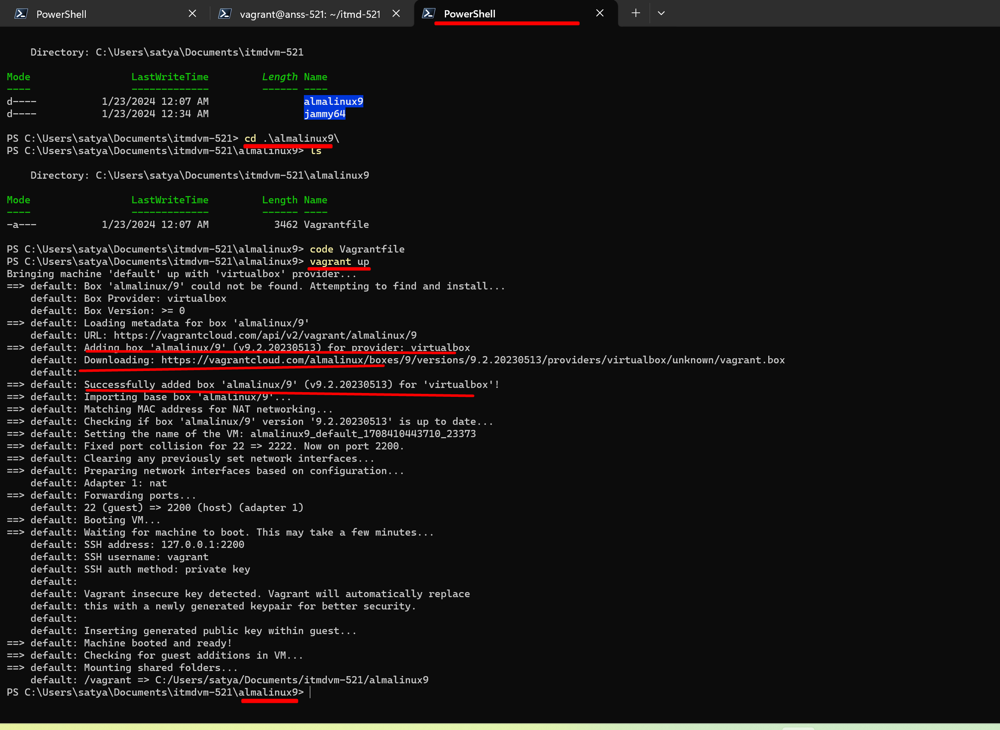 PowerShell
vagrant@anss-521: ~/itmd-521
PowerShell
    Directory: C:\Users\satya\Documents\itmdvm-521
Mode                 LastWriteTime         Length Name
----                 -------------         ------ ----
d----           1/23/2024 12:07 AM                almalinux9
d----           1/23/2024 12:34 AM                jammy64
PS C:\Users\satya\Documents\itmdvm-521> cd .\almalinux9\
PS C:\Users\satya\Documents\itmdvm-521\almalinux9> ls
    Directory: C:\Users\satya\Documents\itmdvm-521\almalinux9
Mode                 LastWriteTime         Length Name
----                 -------------         ------ ----
-a---           1/23/2024 12:07 AM           3462 Vagrantfile
PS C:\Users\satya\Documents\itmdvm-521\almalinux9> code Vagrantfile
PS C:\Users\satya\Documents\itmdvm-521\almalinux9> vagrant up
Bringing machine 'default' up with 'virtualbox' provider...
==> default: Box 'almalinux/9' could not be found. Attempting to find and install...
    default: Box Provider: virtualbox
    default: Box Version: >= 0
==> default: Loading metadata for box 'almalinux/9'
    default: URL: https://vagrantcloud.com/api/v2/vagrant/almalinux/9
==> default: Adding box 'almalinux/9' (v9.2.20230513) for provider: virtualbox
    default: Downloading: https://vagrantcloud.com/almalinux/boxes/9/versions/9.2.20230513/providers/virtualbox/unknown/vagrant.box
    default:
==> default: Successfully added box 'almalinux/9' (v9.2.20230513) for 'virtualbox'!
==> default: Importing base box 'almalinux/9'...
==> default: Matching MAC address for NAT networking...
==> default: Checking if box 'almalinux/9' version '9.2.20230513' is up to date...
==> default: Setting the name of the VM: almalinux9_default_1708410443710_23373
==> default: Fixed port collision for 22 => 2222. Now on port 2200.
==> default: Clearing any previously set network interfaces...
==> default: Preparing network interfaces based on configuration...
    default: Adapter 1: nat
==> default: Forwarding ports...
    default: 22 (guest) => 2200 (host) (adapter 1)
==> default: Booting VM...
==> default: Waiting for machine to boot. This may take a few minutes...
    default: SSH address: 127.0.0.1:2200
    default: SSH username: vagrant
    default: SSH auth method: private key
    default:
    default: Vagrant insecure key detected. Vagrant will automatically replace
    default: this with a newly generated keypair for better security.
    default:
    default: Inserting generated public key within guest...
==> default: Machine booted and ready!
==> default: Checking for guest additions in VM...
==> default: Mounting shared folders...
    default: /vagrant => C:/Users/satya/Documents/itmdvm-521/almalinux9
PS C:\Users\satya\Documents\itmdvm-521\almalinux9>